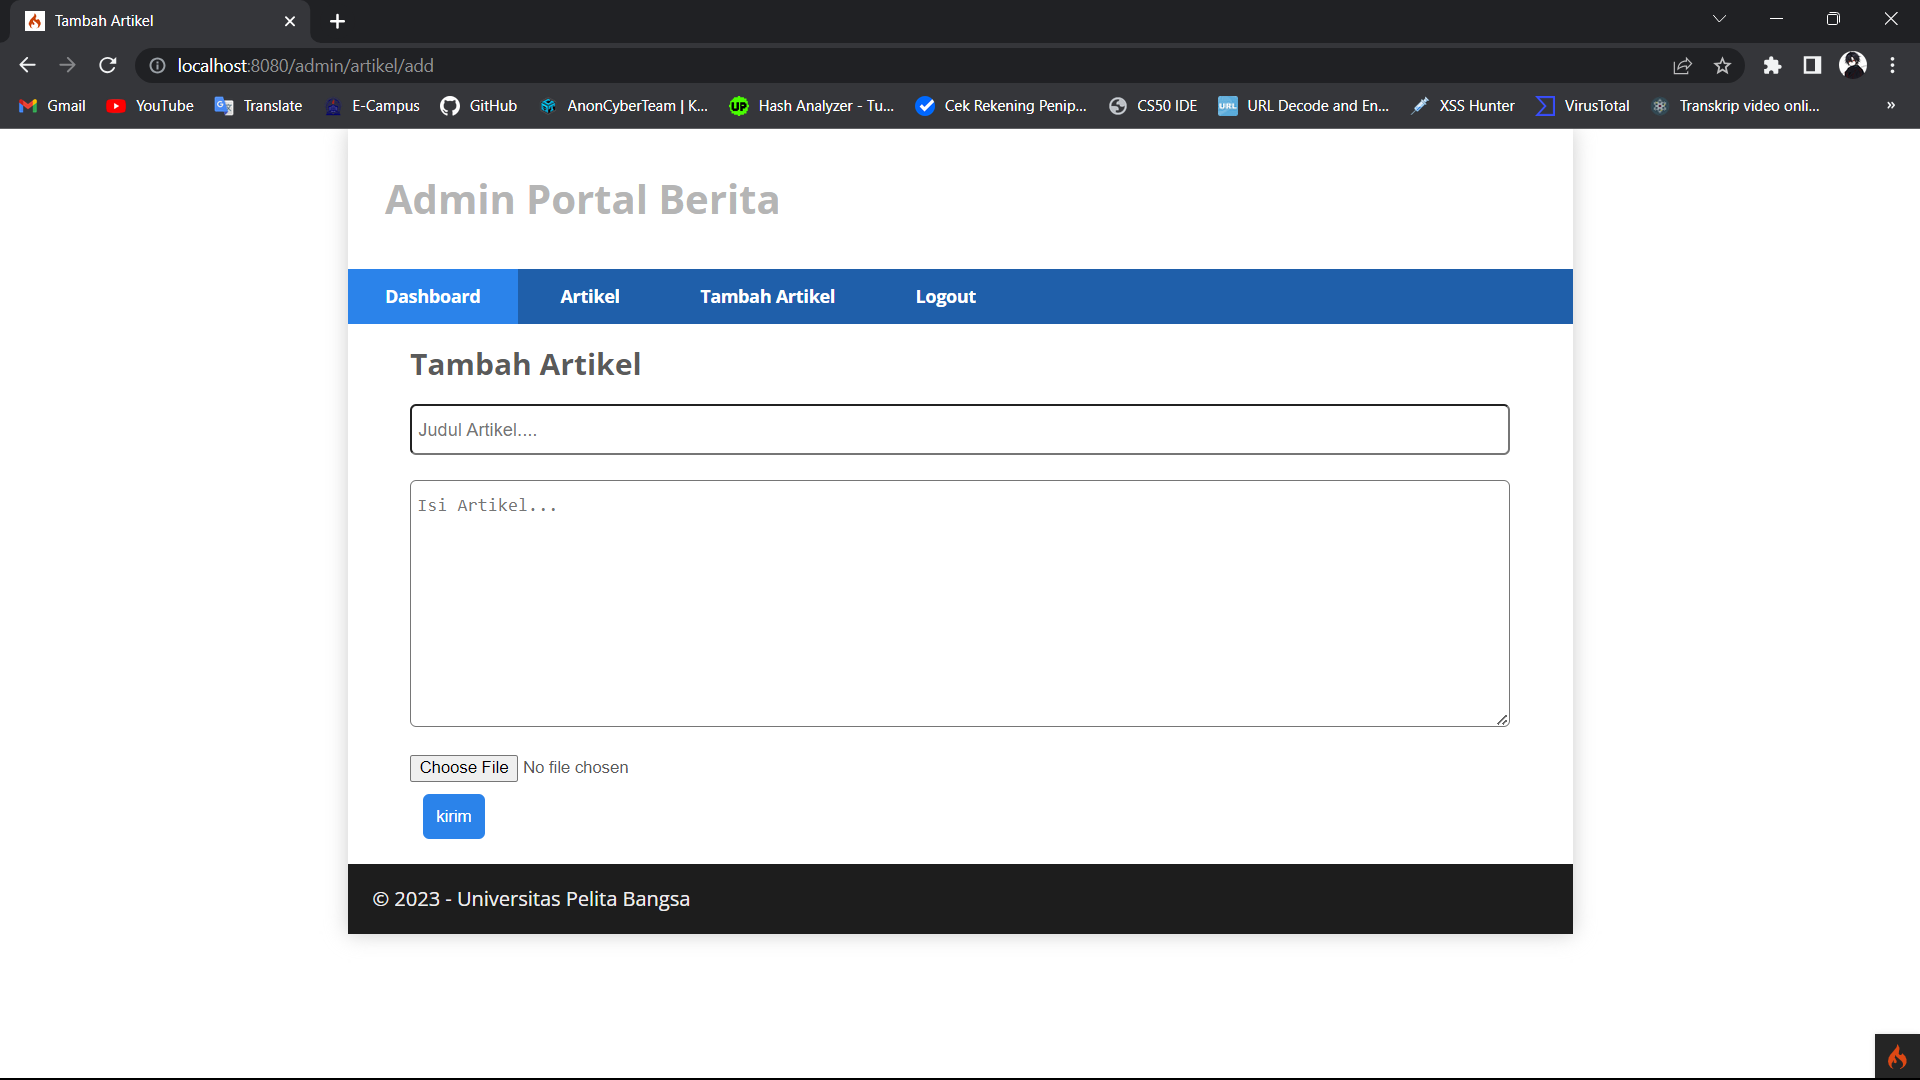 Tambah Artikel
localhost:8080/admin/artikel/add
Gmail YouTube Translate E-Campus GitHub AnonCyberTeam | K... Hash Analyzer - Tu... Cek Rekening Penip... CS50 IDE URL Decode and En... XSS Hunter VirusTotal Transkrip video onli... »
Admin Portal Berita
Dashboard Artikel Tambah Artikel Logout
Tambah Artikel
Judul Artikel....
Isi Artikel...
Choose File No file chosen
kirim
© 2023 - Universitas Pelita Bangsa